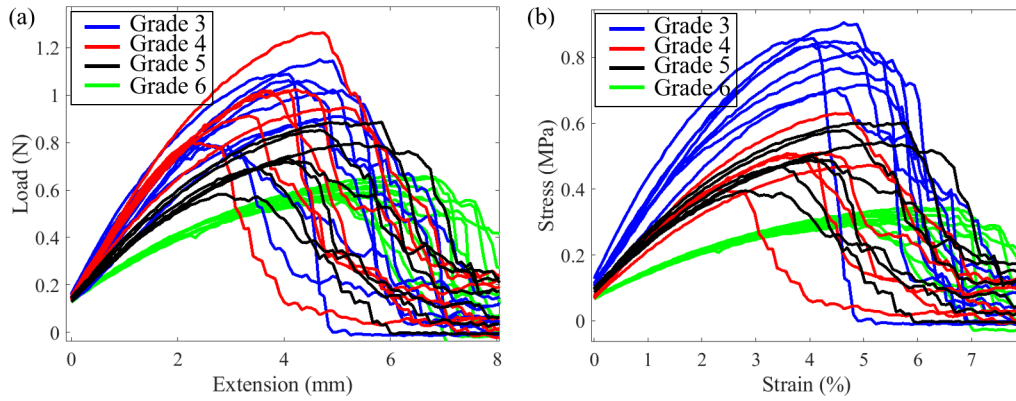 (a)
Grade 3
Grade 4
Grade 5
Grade 6
Load (N)
1.2
1
0.8
0.6
0.4
0.2
0
0
2
4
6
8
Extension (mm)
(b)
Grade 3
Grade 4
Grade 5
Grade 6
Stress (MPa)
0.8
0.6
0.4
0.2
0
0
1
2
3
4
5
6
7
Strain (%)